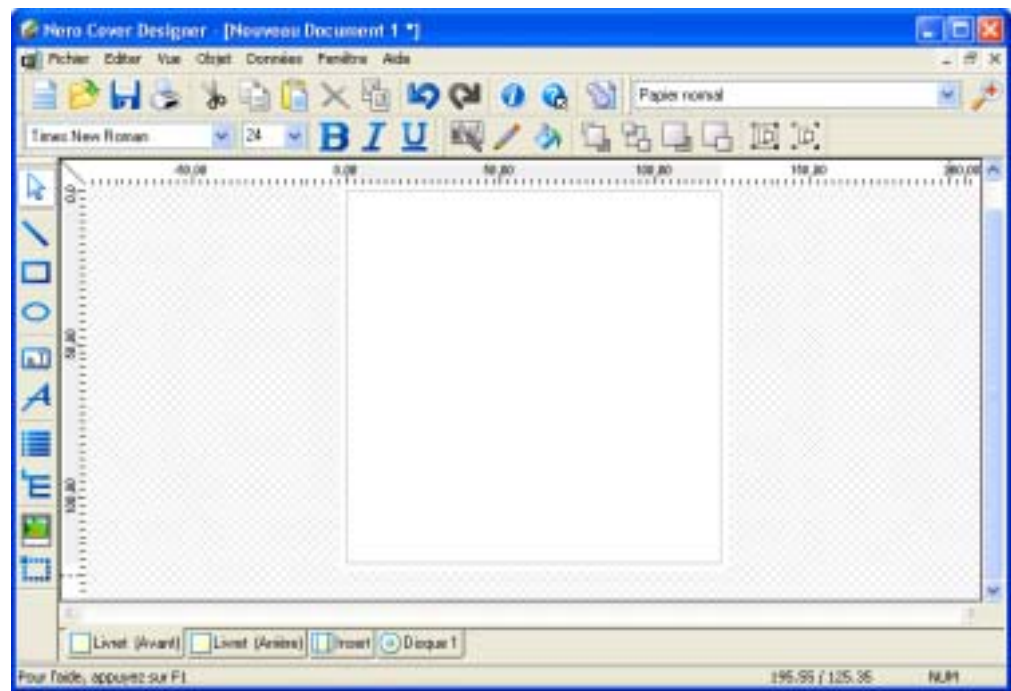 Nero Cover Designer - [Nouveau Document 1 *]
Fichier Editer Vue Objet Données Fenêtre Aide
Papier normal
Times New Roman 24 B I U
-50,00 0,00 50,00 100,00 150,00 200,00
0,0
50,00
100,00
Livret (Avant) Livret (Arrière) Insert Disque 1
Pour l'aide, appuyez sur F1 195.55 / 125.35 NUM